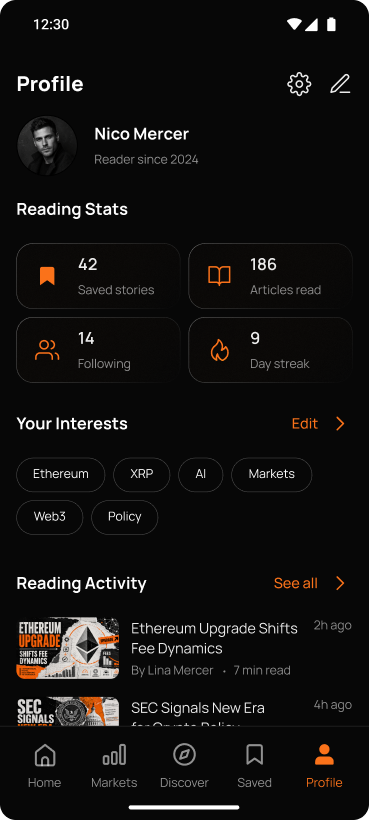 12:30
Profile
Nico Mercer
Reader since 2024
Reading Stats
42
Saved stories
186
Articles read
14
Following
9
Day streak
Your Interests
Edit
Ethereum
XRP
AI
Markets
Web3
Policy
Reading Activity
See all
ETHEREUM
UPGRADE
SHIFTS FEE
DYNAMICS
Ethereum Upgrade Shifts
Fee Dynamics
2h ago
By Lina Mercer • 7 min read
SEC
SIGNALS
SEC Signals New Era
for Crypto Policy
4h ago
Home
Markets
Discover
Saved
Profile